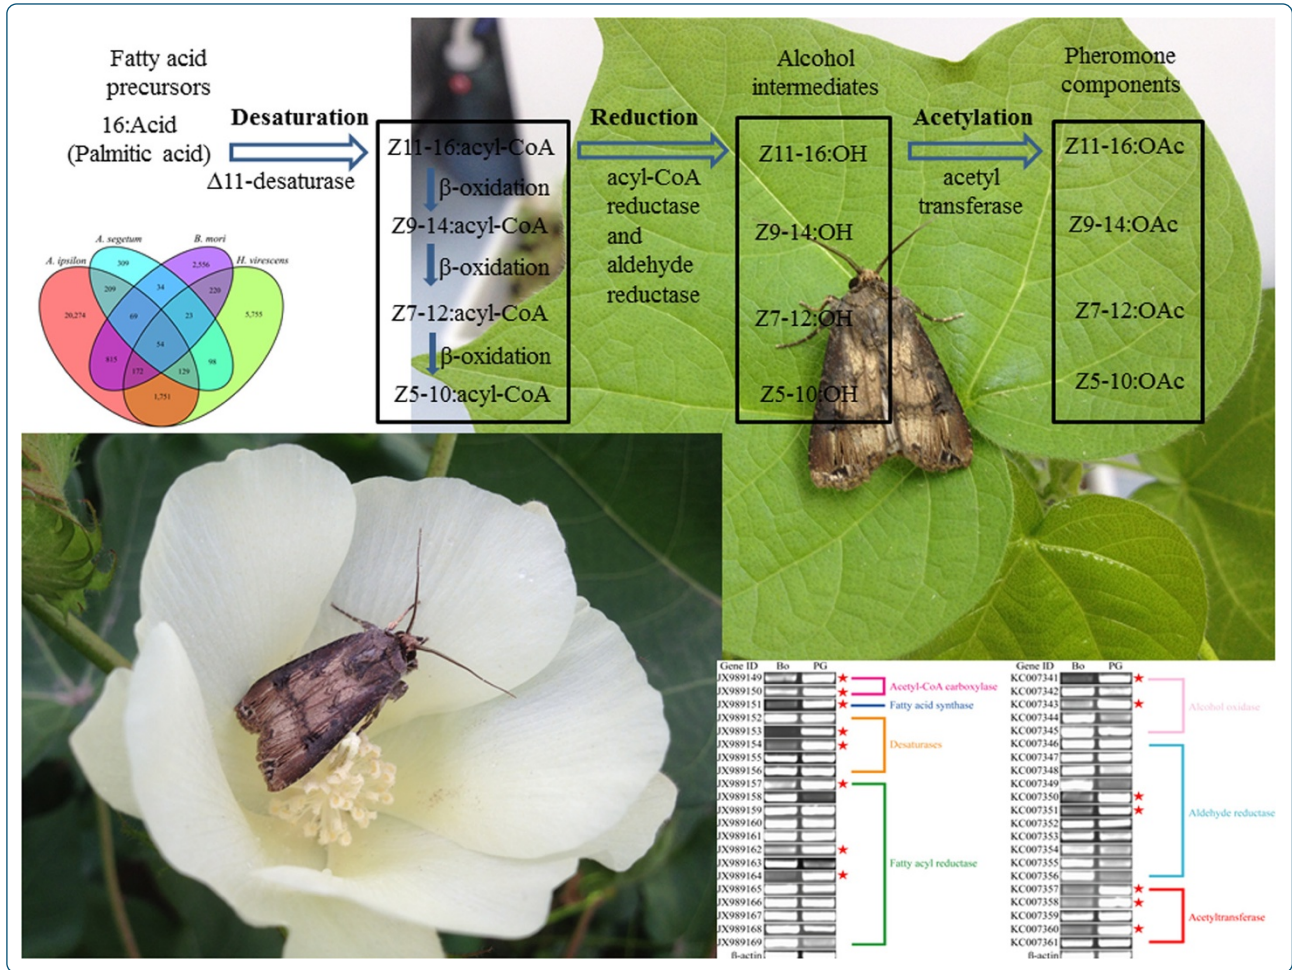 Fatty acid
precursors
16:Acid
(Palmitic acid)
Desaturation
Δ11-desaturase
Z11-16:acyl-CoA
β-oxidation
Z9-14:acyl-CoA
β-oxidation
Z7-12:acyl-CoA
β-oxidation
Z5-10:acyl-CoA
Reduction
acyl-CoA
reductase
and
aldehyde
reductase
Alcohol
intermediates
Z11-16:OH
Z9-14:OH
Z7-12:OH
Z5-10:OH
Acetylation
acetyl
transferase
Pheromone
components
Z11-16:OAc
Z9-14:OAc
Z7-12:OAc
Z5-10:OAc
A. segetum
B. mori
A. ipsilon
H. virescens
309
2,556
209
34
220
20,274
69
23
5,755
54
815
98
172
129
1,751
Gene ID Bo PG
JX989149
JX989150
JX989151
JX989152
JX989153
JX989154
JX989155
JX989156
JX989157
JX989158
JX989159
JX989160
JX989161
JX989162
JX989163
JX989164
JX989165
JX989166
JX989167
JX989168
JX989169
β-actin
Acetyl-CoA carboxylase
Fatty acid synthase
Desaturases
Fatty acyl reductase
Gene ID Bo PG
KC007341
KC007342
KC007343
KC007344
KC007345
KC007346
KC007347
KC007348
KC007349
KC007350
KC007351
KC007352
KC007353
KC007354
KC007355
KC007356
KC007357
KC007358
KC007359
KC007360
KC007361
β-actin
Alcohol oxidase
Aldehyde reductase
Acetyltransferase